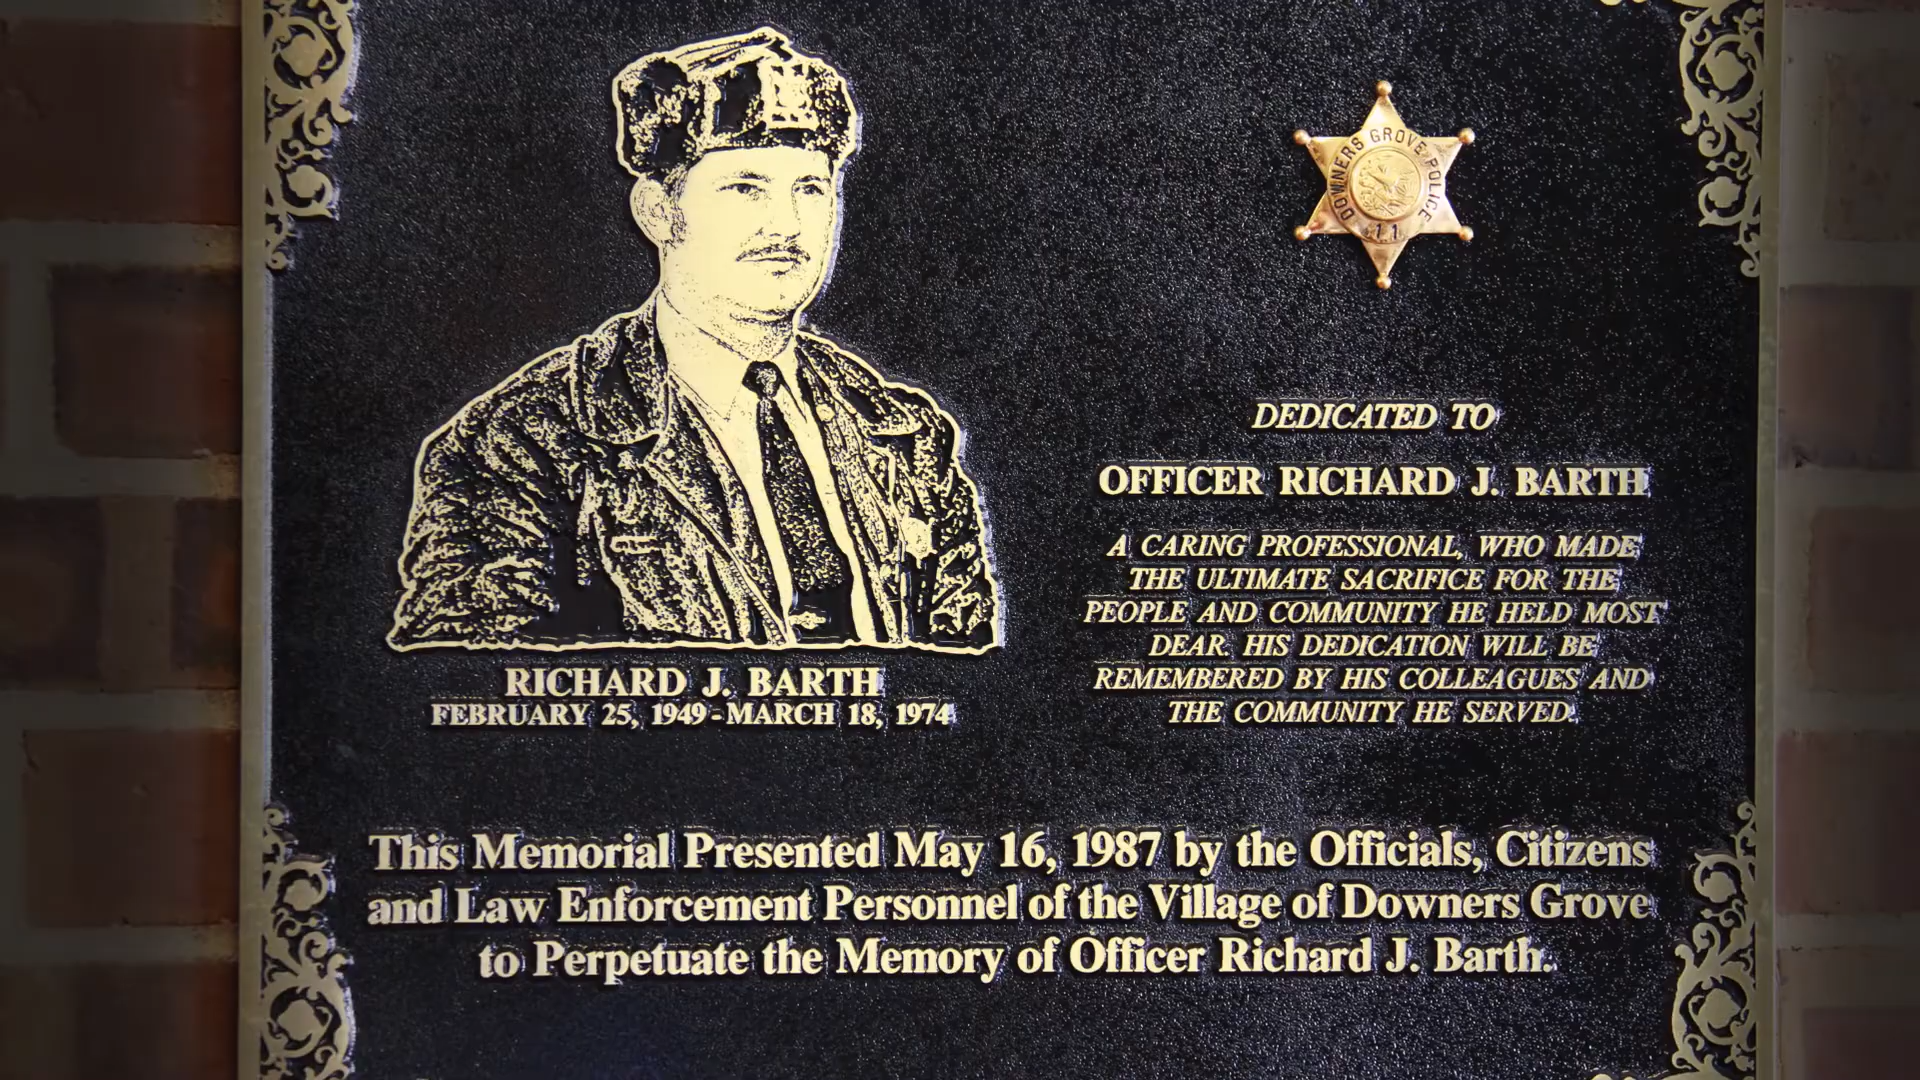 DOWNERS GROVE POLICE
11
RICHARD J. BARTH
FEBRUARY 25, 1949 - MARCH 18, 1974
DEDICATED TO
OFFICER RICHARD J. BARTH
A CARING PROFESSIONAL, WHO MADE
THE ULTIMATE SACRIFICE FOR THE
PEOPLE AND COMMUNITY HE HELD MOST
DEAR. HIS DEDICATION WILL BE
REMEMBERED BY HIS COLLEAGUES AND
THE COMMUNITY HE SERVED.
This Memorial Presented May 16, 1987 by the Officials, Citizens
and Law Enforcement Personnel of the Village of Downers Grove
to Perpetuate the Memory of Officer Richard J. Barth.